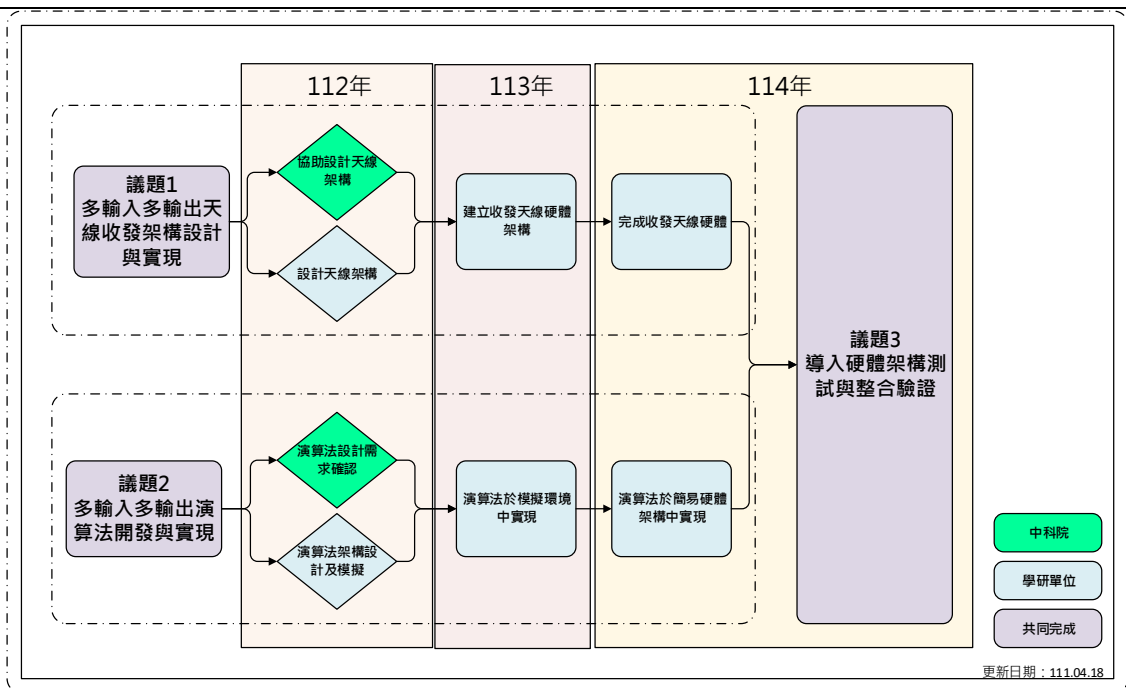 112年
113年
114年
議題1
多輸入多輸出天
線收發架構設計
與實現
協助設計天線
架構
設計天線架構
建立收發天線硬體
架構
完成收發天線硬體
議題2
多輸入多輸出演
算法開發與實現
演算法設計需
求確認
演算法架構設
計及模擬
演算法於模擬環境
中實現
演算法於簡易硬體
架構中實現
議題3
導入硬體架構測
試與整合驗證
中科院
學研單位
共同完成
更新日期：111.04.18